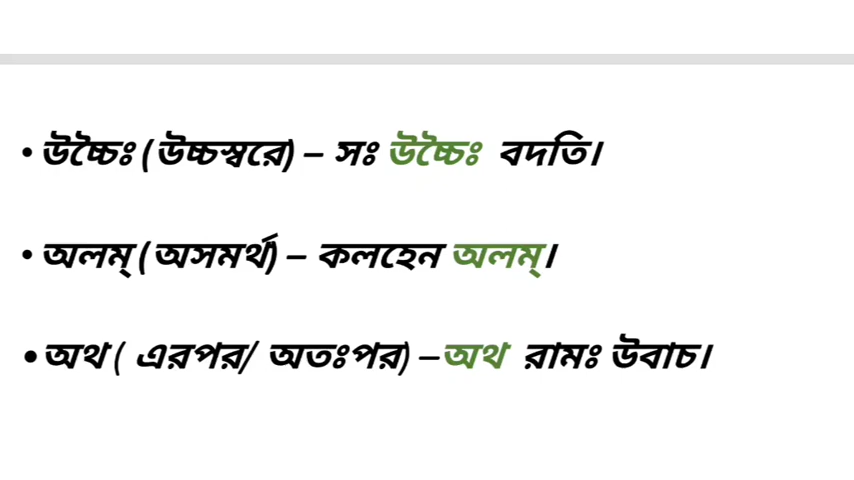 • উচ্চৈঃ (উচ্চস্বরে) – সঃ উচ্চৈঃ বদতি।
• অলম্ (অসমর্থ) – কলহেন অলম্।
• অথ ( এরপর/ অতঃপর) –অথ রামঃ উবাচ।